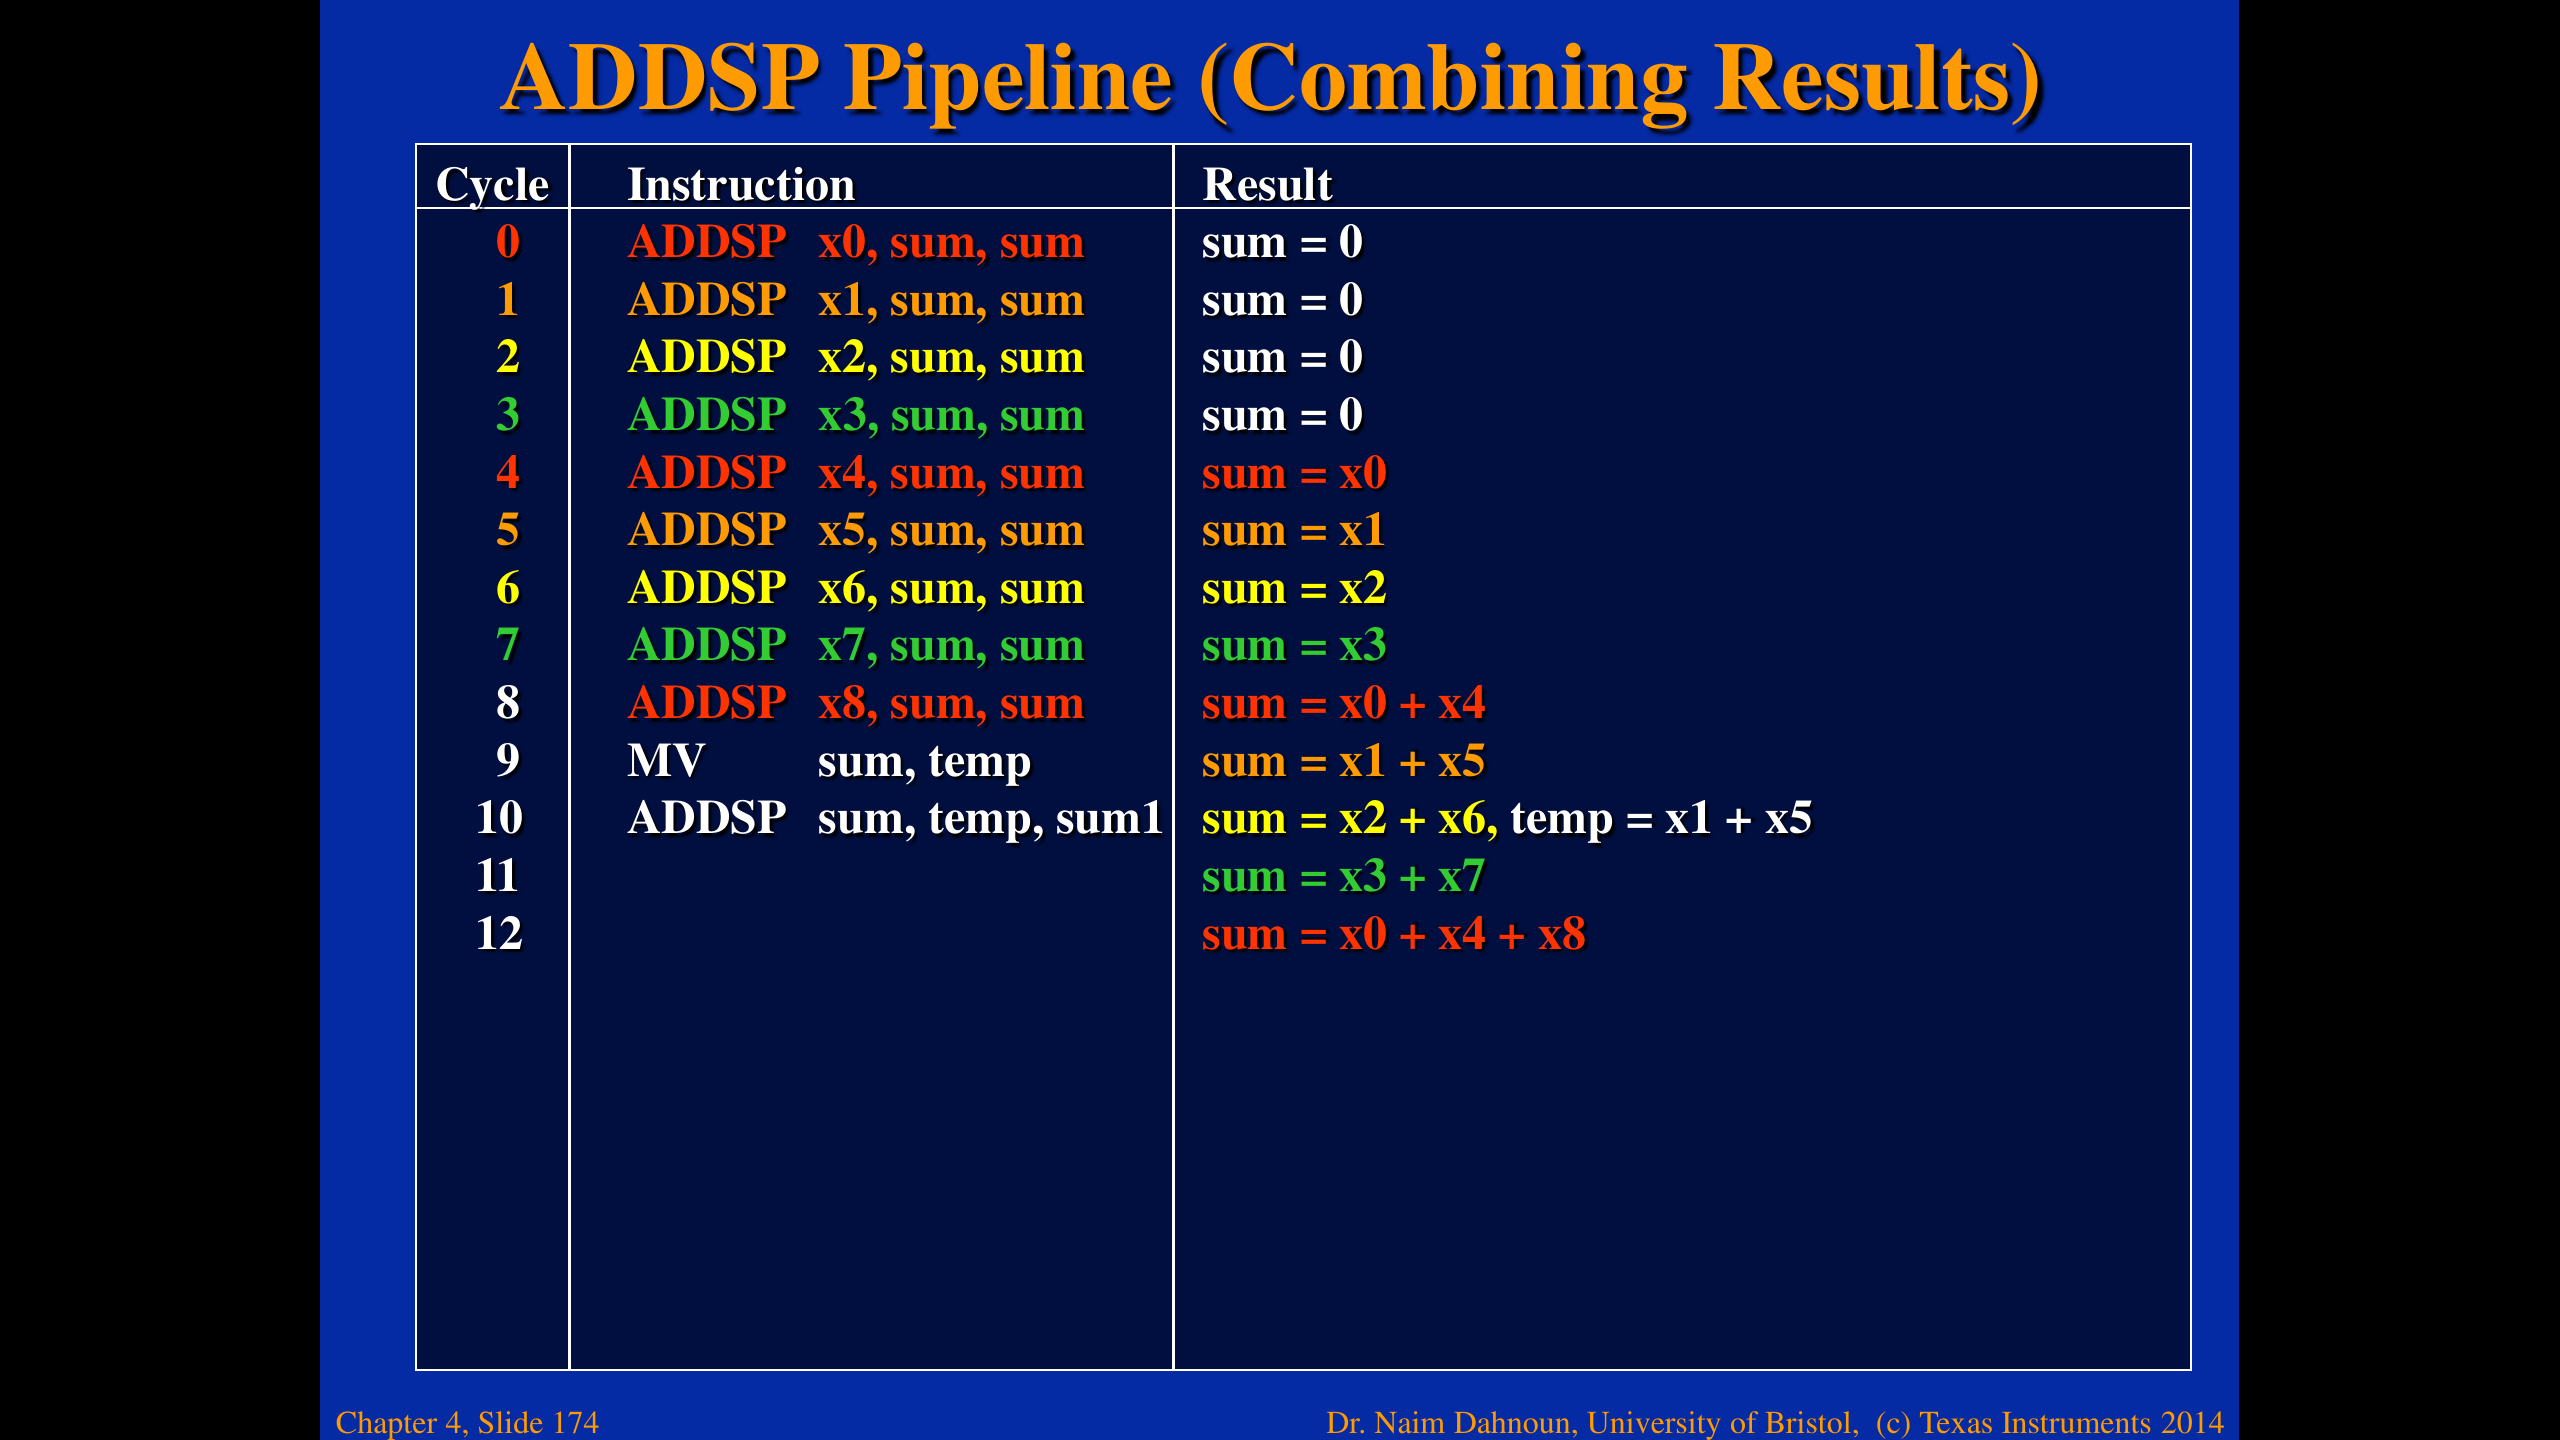 ADDSP Pipeline (Combining Results)
Cycle Instruction Result
0 ADDSP x0, sum, sum sum = 0
1 ADDSP x1, sum, sum sum = 0
2 ADDSP x2, sum, sum sum = 0
3 ADDSP x3, sum, sum sum = 0
4 ADDSP x4, sum, sum sum = x0
5 ADDSP x5, sum, sum sum = x1
6 ADDSP x6, sum, sum sum = x2
7 ADDSP x7, sum, sum sum = x3
8 ADDSP x8, sum, sum sum = x0 + x4
9 MV sum, temp sum = x1 + x5
10 ADDSP sum, temp, sum1 sum = x2 + x6, temp = x1 + x5
11 sum = x3 + x7
12 sum = x0 + x4 + x8
Chapter 4, Slide 174 Dr. Naim Dahnoun, University of Bristol, (c) Texas Instruments 2014